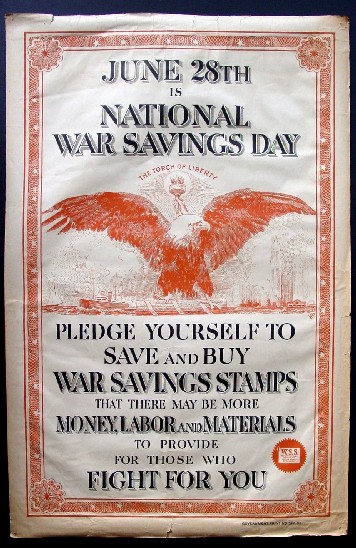 JUNE 28TH
IS
NATIONAL
WAR SAVINGS DAY
THE TORCH OF LIBERTY
PLEDGE YOURSELF TO
SAVE AND BUY
WAR SAVINGS STAMPS
THAT THERE MAY BE MORE
MONEY, LABOR AND MATERIALS
TO PROVIDE
FOR THOSE WHO
FIGHT FOR YOU
W.S.S.